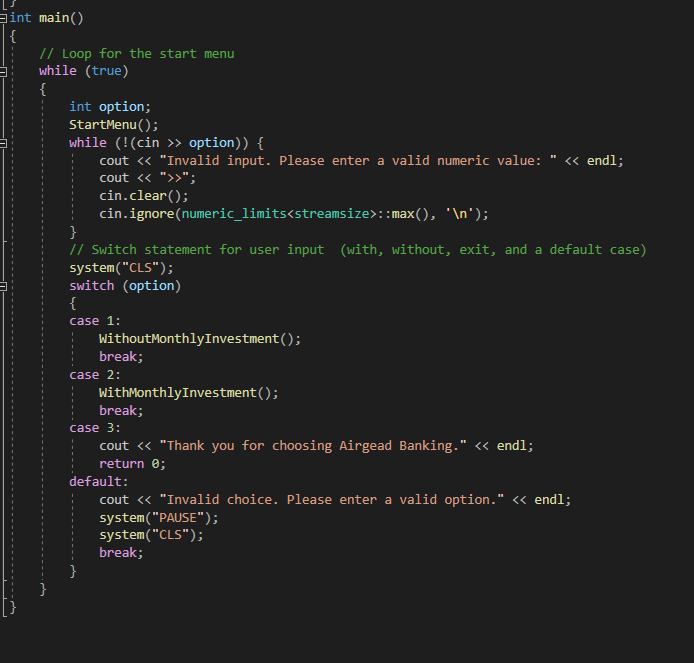 }
int main()
{
    // Loop for the start menu
    while (true)
    {
        int option;
        StartMenu();
        while (!(cin >> option)) {
            cout << "Invalid input. Please enter a valid numeric value: " << endl;
            cout << ">>";
            cin.clear();
            cin.ignore(numeric_limits<streamsize>::max(), '\n');
        }
        // Switch statement for user input  (with, without, exit, and a default case)
        system("CLS");
        switch (option)
        {
        case 1:
            WithoutMonthlyInvestment();
            break;
        case 2:
            WithMonthlyInvestment();
            break;
        case 3:
            cout << "Thank you for choosing Airgead Banking." << endl;
            return 0;
        default:
            cout << "Invalid choice. Please enter a valid option." << endl;
            system("PAUSE");
            system("CLS");
            break;
        }
    }
}